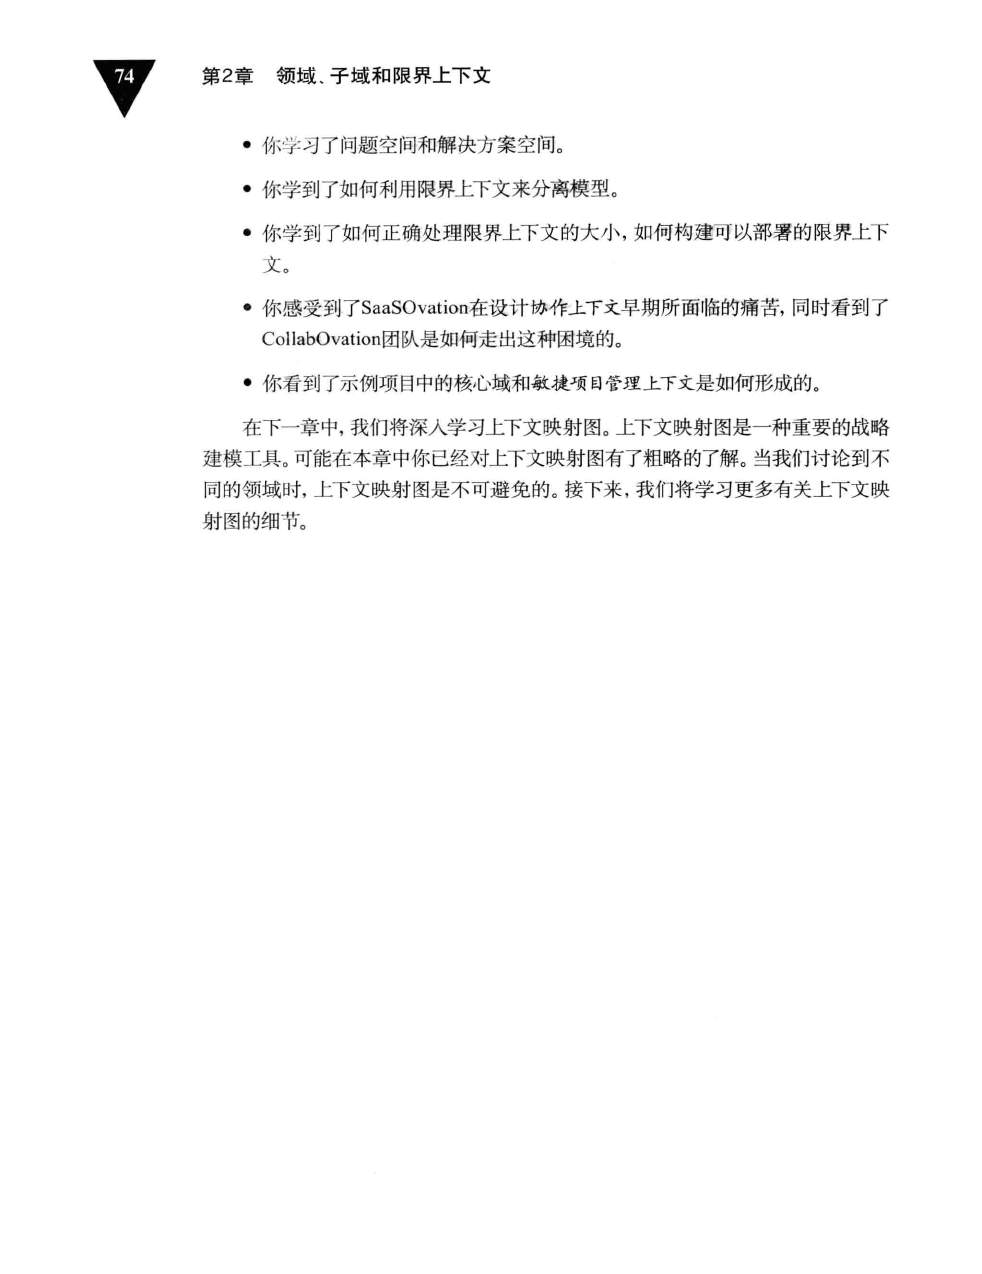 74
第2章 领域、子域和限界上下文
• 你学习了问题空间和解决方案空间。
• 你学到了如何利用限界上下文来分离模型。
• 你学到了如何正确处理限界上下文的大小，如何构建可以部署的限界上下
文。
• 你感受到了SaaSOvation在设计协作上下文早期所面临的痛苦，同时看到了
CollabOvation团队是如何走出这种困境的。
• 你看到了示例项目中的核心域和敏捷项目管理上下文是如何形成的。
在下一章中，我们将深入学习上下文映射图。上下文映射图是一种重要的战略
建模工具。可能在本章中你已经对上下文映射图有了粗略的了解。当我们讨论到不
同的领域时，上下文映射图是不可避免的。接下来，我们将学习更多有关上下文映
射图的细节。